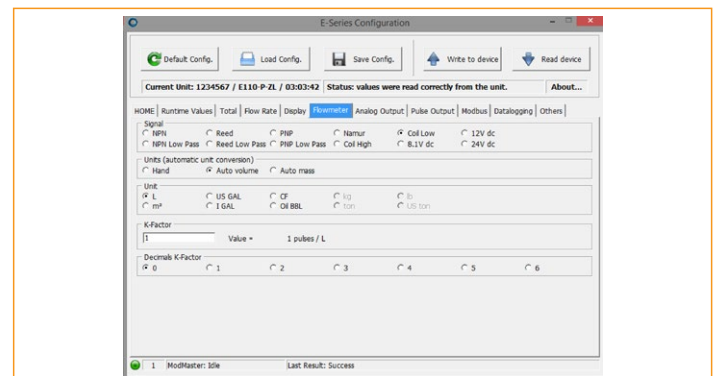 E-Series Configuration
Default Config. Load Config. Save Config. Write to device Read device
Current Unit: 1234567 / E110-P-ZL / 03:03:42 Status: values were read correctly from the unit. About...
HOME Runtime Values Total Flow Rate Display Flowmeter Analog Output Pulse Output Modbus Datalogging Others
Signal
NPN Reed PNP Namur Coil Low 12V dc
NPN Low Pass Reed Low Pass PNP Low Pass Coil High 8.1V dc 24V dc
Units (automatic unit conversion)
Hand Auto volume Auto mass
Unit
L US GAL CF kg lb
m³ I GAL Oil BBL ton US ton
K-Factor
1 Value = 1 pulses / L
Decimals K-Factor
0 1 2 3 4 5 6
1 ModMaster: Idle Last Result: Success